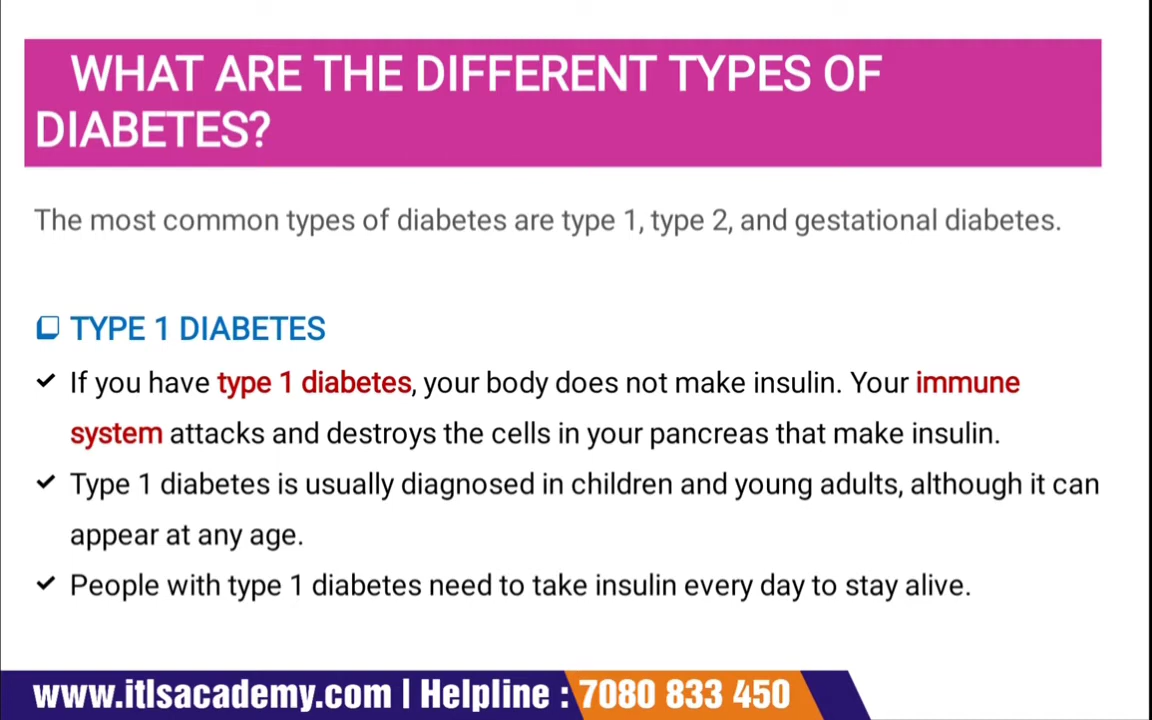 WHAT ARE THE DIFFERENT TYPES OF
DIABETES?
The most common types of diabetes are type 1, type 2, and gestational diabetes.
TYPE 1 DIABETES
If you have type 1 diabetes, your body does not make insulin. Your immune
system attacks and destroys the cells in your pancreas that make insulin.
Type 1 diabetes is usually diagnosed in children and young adults, although it can
appear at any age.
People with type 1 diabetes need to take insulin every day to stay alive.
www.itlsacademy.com | Helpline : 7080 833 450